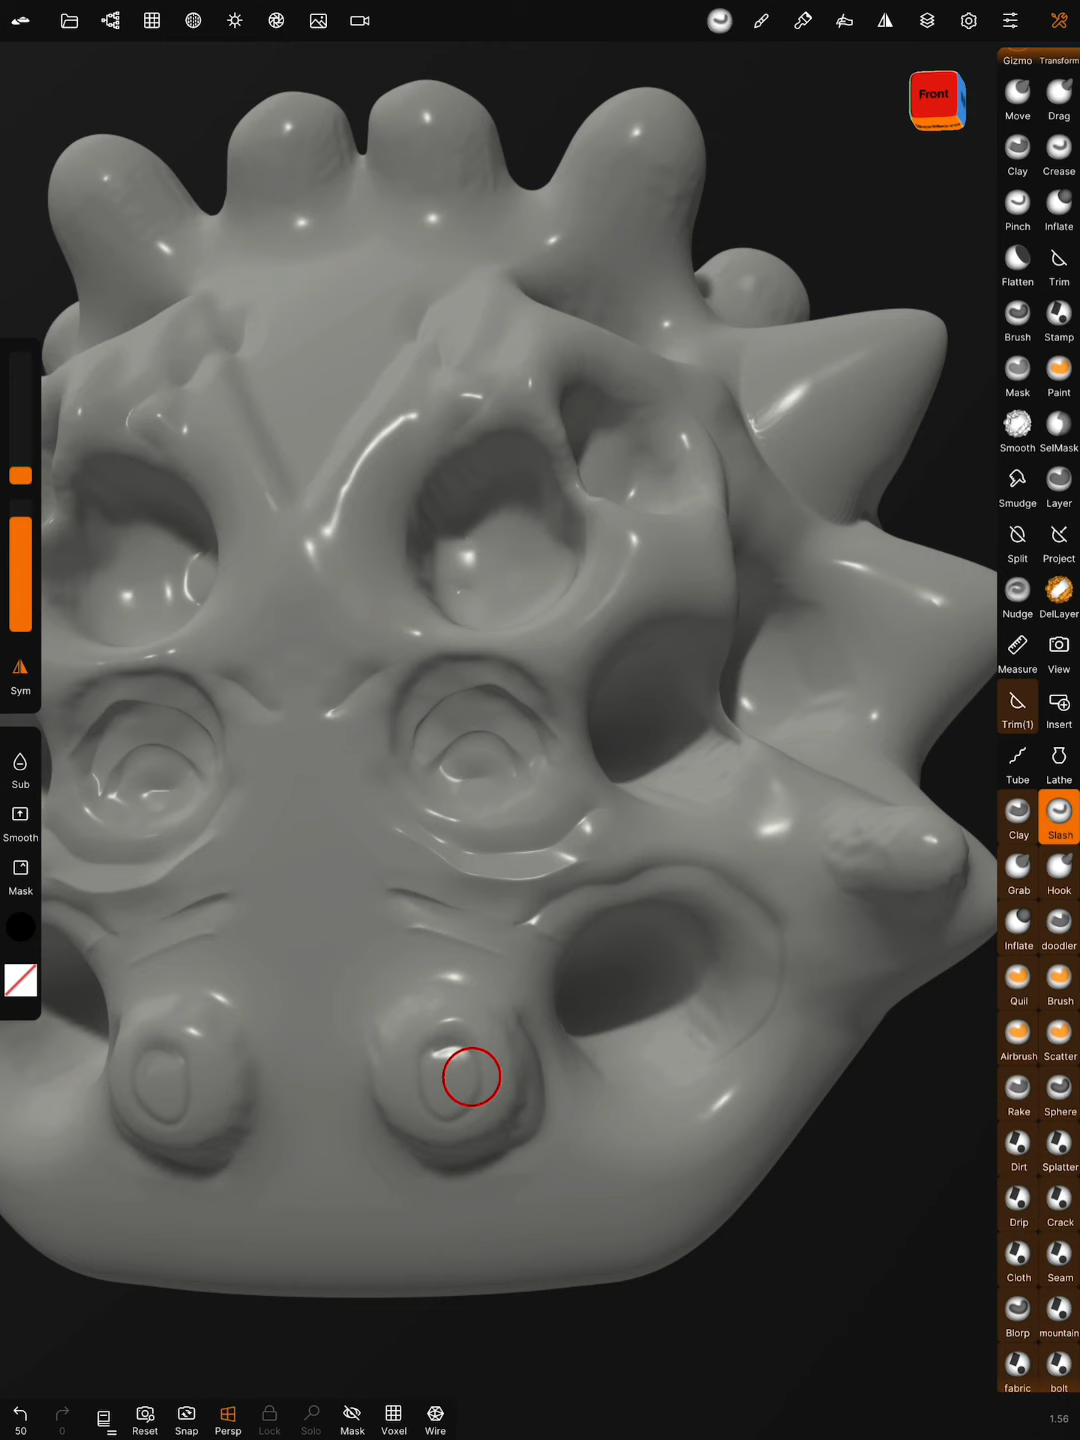 Front
Gizmo Transform
Move Drag
Clay Crease
Pinch Inflate
Flatten Trim
Brush Stamp
Mask Paint
Smooth SelMask
Smudge Layer
Split Project
Nudge DelLayer
Measure View
Trim(1) Insert
Tube Lathe
Clay Slash
Grab Hook
Inflate doodler
Quil Brush
Airbrush Scatter
Rake Sphere
Dirt Splatter
Drip Crack
Cloth Seam
Blorp mountain
fabric bolt
Sym
Sub
Smooth
Mask
50 0 Reset Snap Persp Lock Solo Mask Voxel Wire
1.56